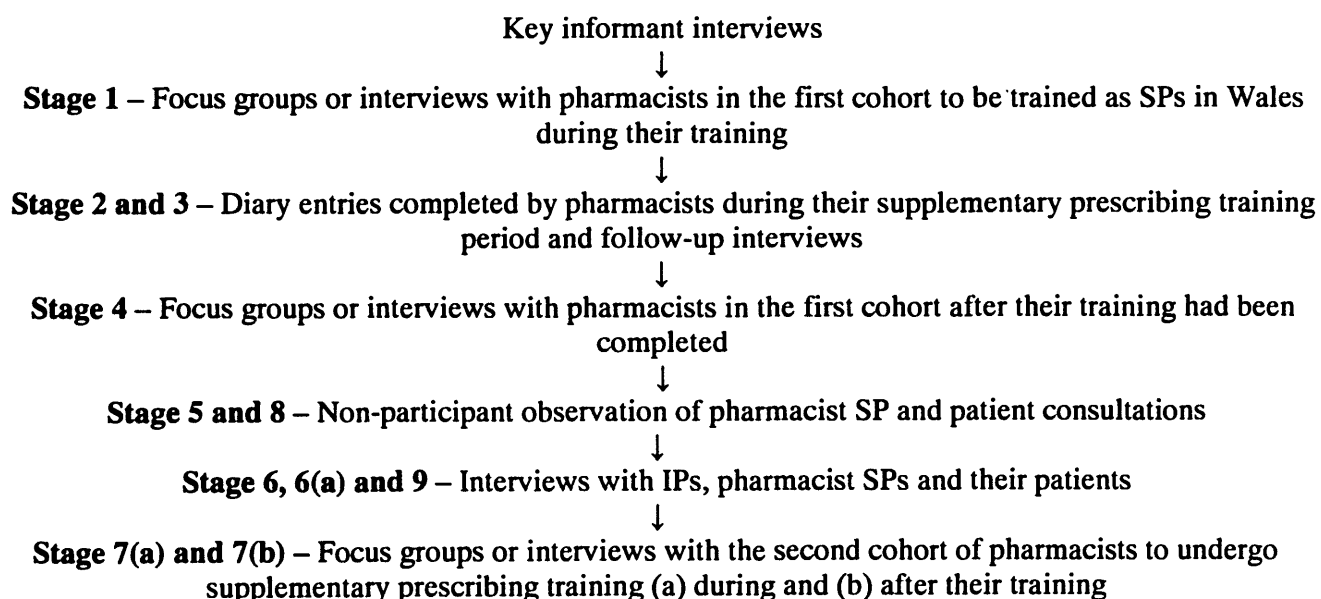 Key informant interviews
↓
Stage 1 – Focus groups or interviews with pharmacists in the first cohort to be trained as SPs in Wales
during their training
↓
Stage 2 and 3 – Diary entries completed by pharmacists during their supplementary prescribing training
period and follow-up interviews
↓
Stage 4 – Focus groups or interviews with pharmacists in the first cohort after their training had been
completed
↓
Stage 5 and 8 – Non-participant observation of pharmacist SP and patient consultations
↓
Stage 6, 6(a) and 9 – Interviews with IPs, pharmacist SPs and their patients
↓
Stage 7(a) and 7(b) – Focus groups or interviews with the second cohort of pharmacists to undergo
supplementary prescribing training (a) during and (b) after their training